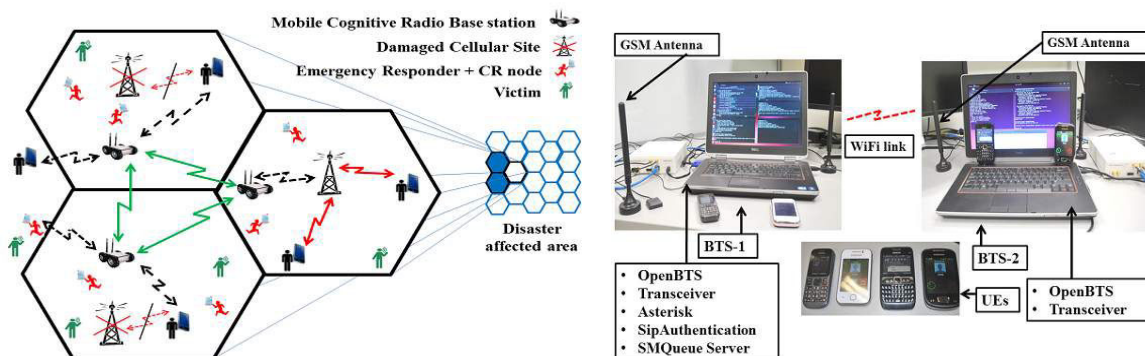 Mobile Cognitive Radio Base station
Damaged Cellular Site
Emergency Responder + CR node
Victim
Disaster
affected area
GSM Antenna
GSM Antenna
WiFi link
BTS-1
BTS-2
• OpenBTS
• Transceiver
• Asterisk
• SipAuthentication
• SMQueue Server
UEs
• OpenBTS
• Transceiver